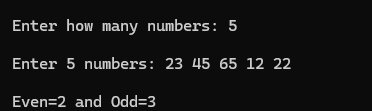 Enter how many numbers: 5
Enter 5 numbers: 23 45 65 12 22
Even=2 and Odd=3